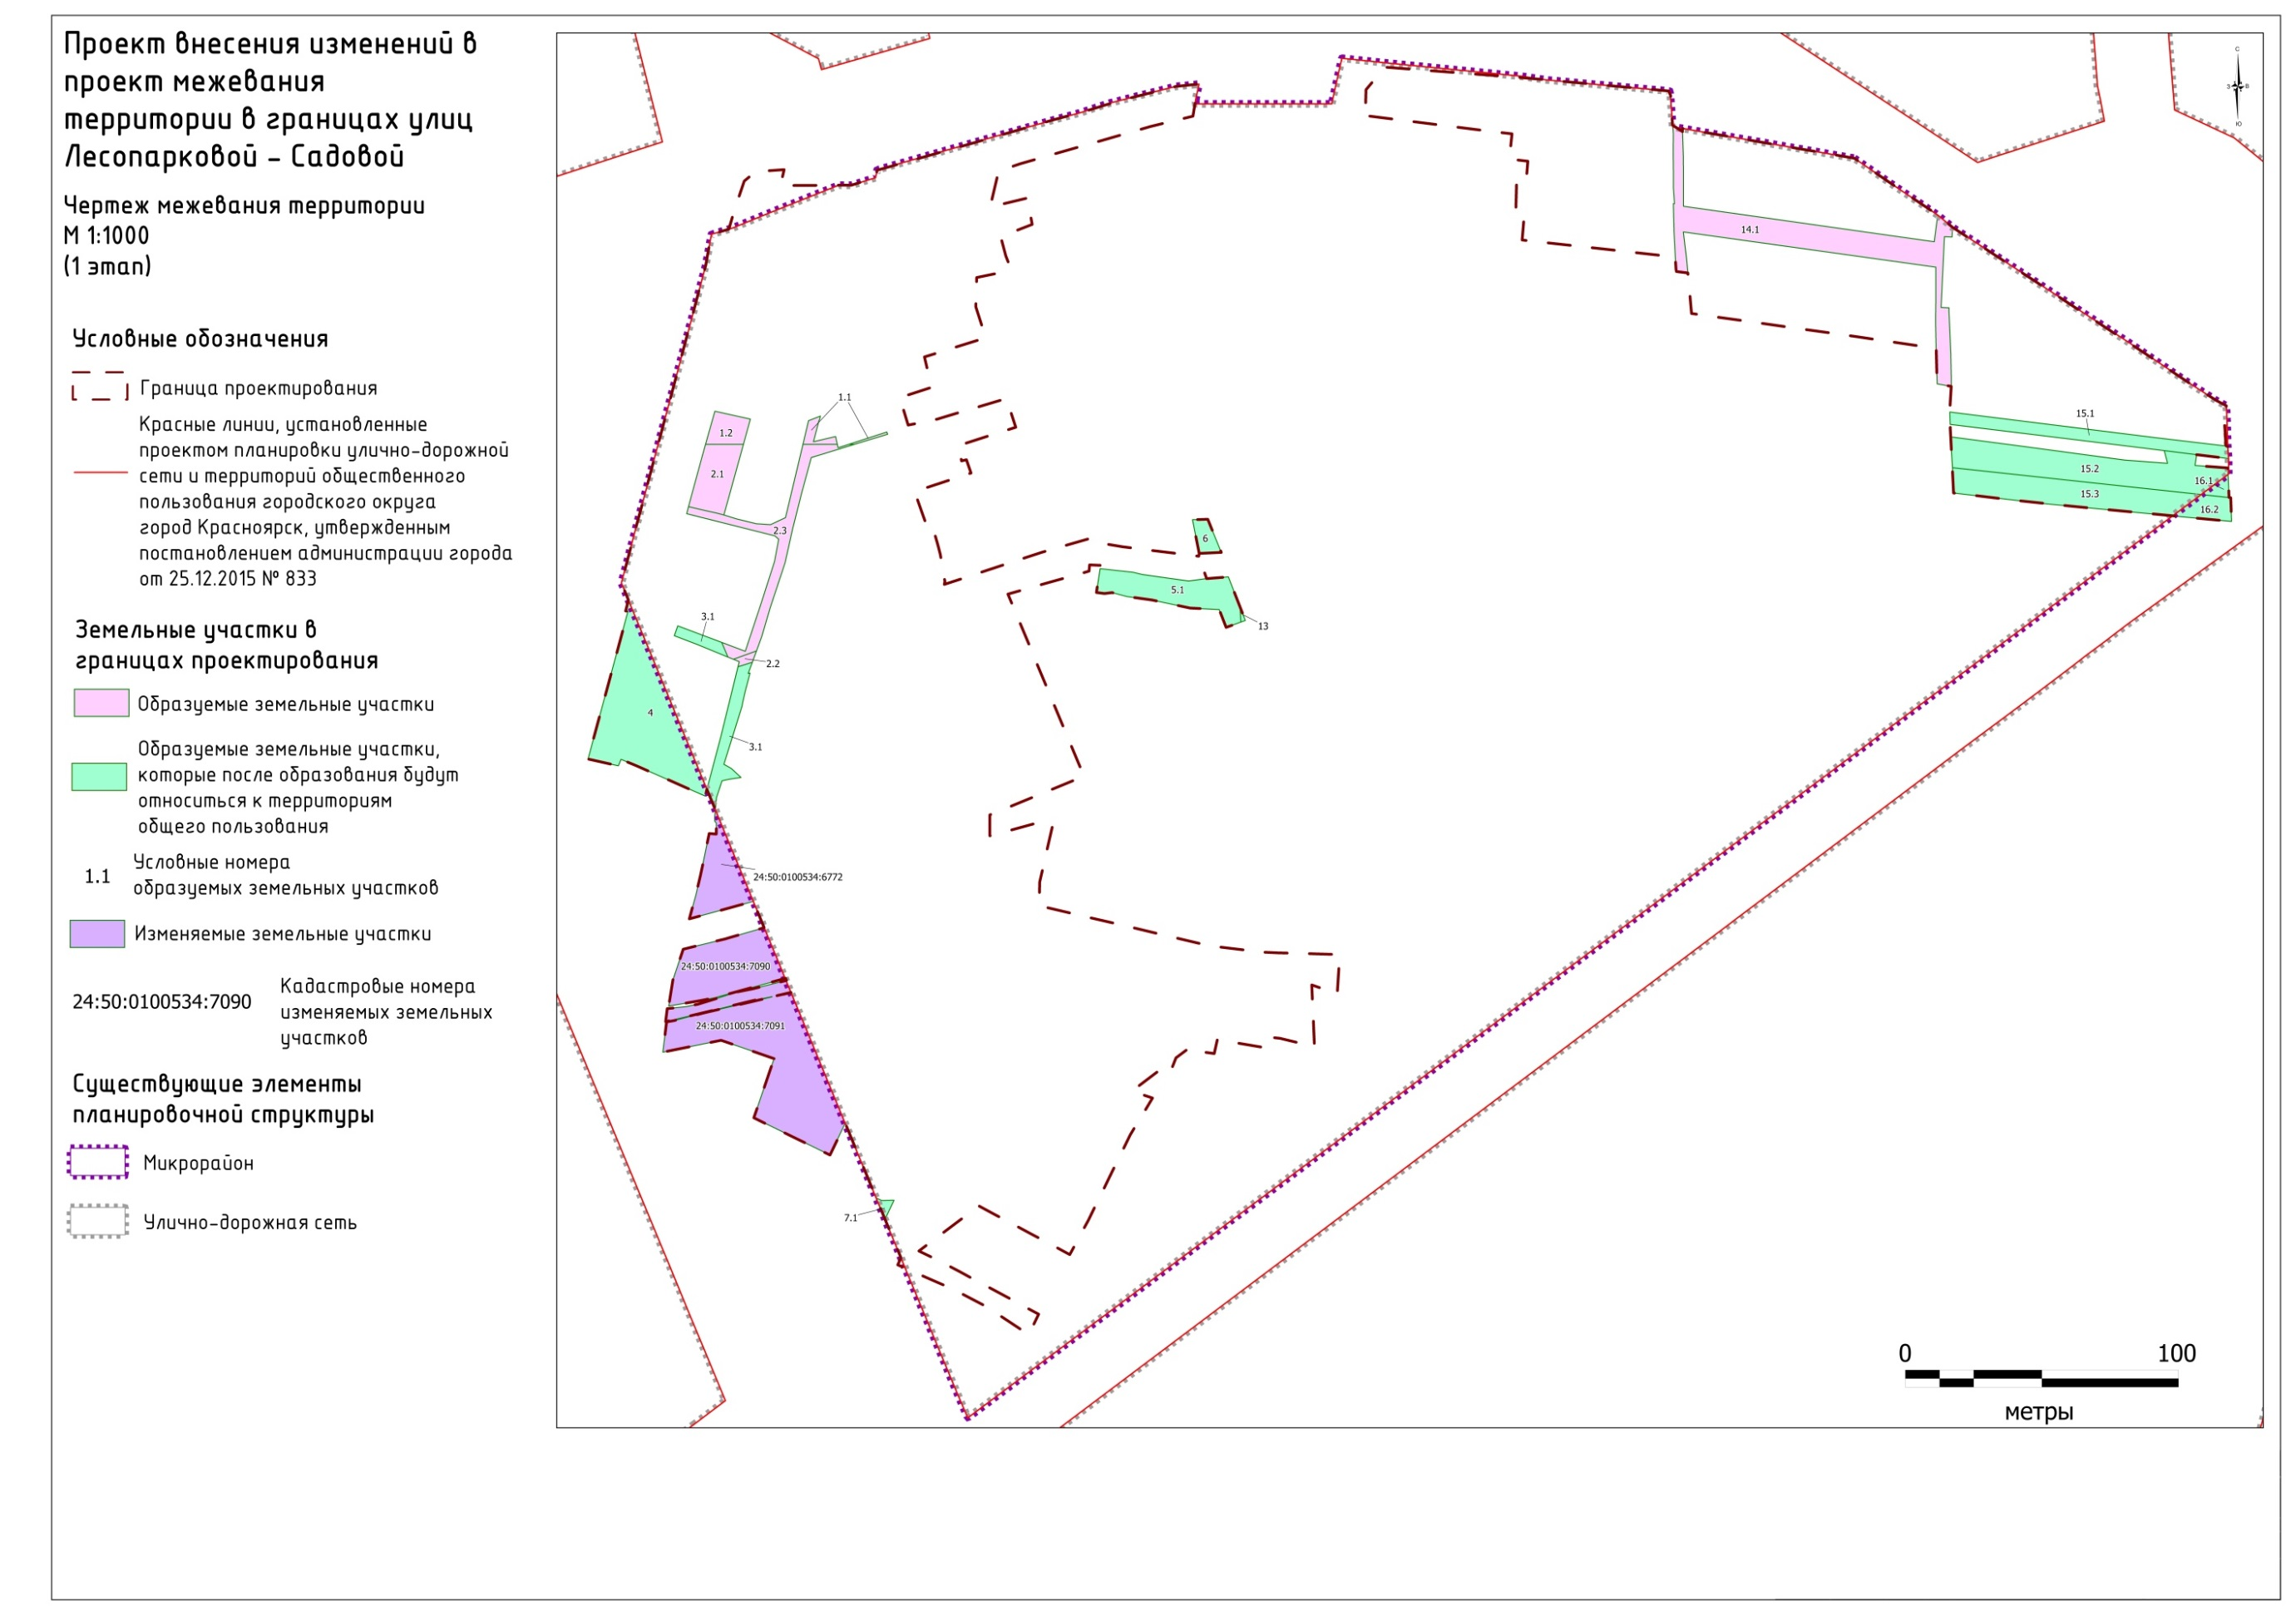 Проект внесения изменений в
проект межевания
территории в границах улиц
Лесопарковой - Садовой
Чертеж межевания территории
М 1:1000
(1 этап)
Условные обозначения
Граница проектирования
Красные линии, установленные
проектом планировки улично-дорожной
сети и территорий общественного
пользования городского округа
город Красноярск, утвержденным
постановлением администрации города
от 25.12.2015 № 833
Земельные участки в
границах проектирования
Образуемые земельные участки
Образуемые земельные участки,
которые после образования будут
относиться к территориям
общего пользования
1.1
Условные номера
образуемых земельных участков
Изменяемые земельные участки
24:50:0100534:7090
Кадастровые номера
изменяемых земельных
участков
Существующие элементы
планировочной структуры
Микрорайон
Улично-дорожная сеть
С
З
В
Ю
14.1
1.1
1.2
2.1
2.3
15.1
15.2
16.1
15.3
16.2
6
5.1
13
3.1
2.2
4
3.1
24:50:0100534:6772
24:50:0100534:7090
24:50:0100534:7091
7.1
0 100
метры